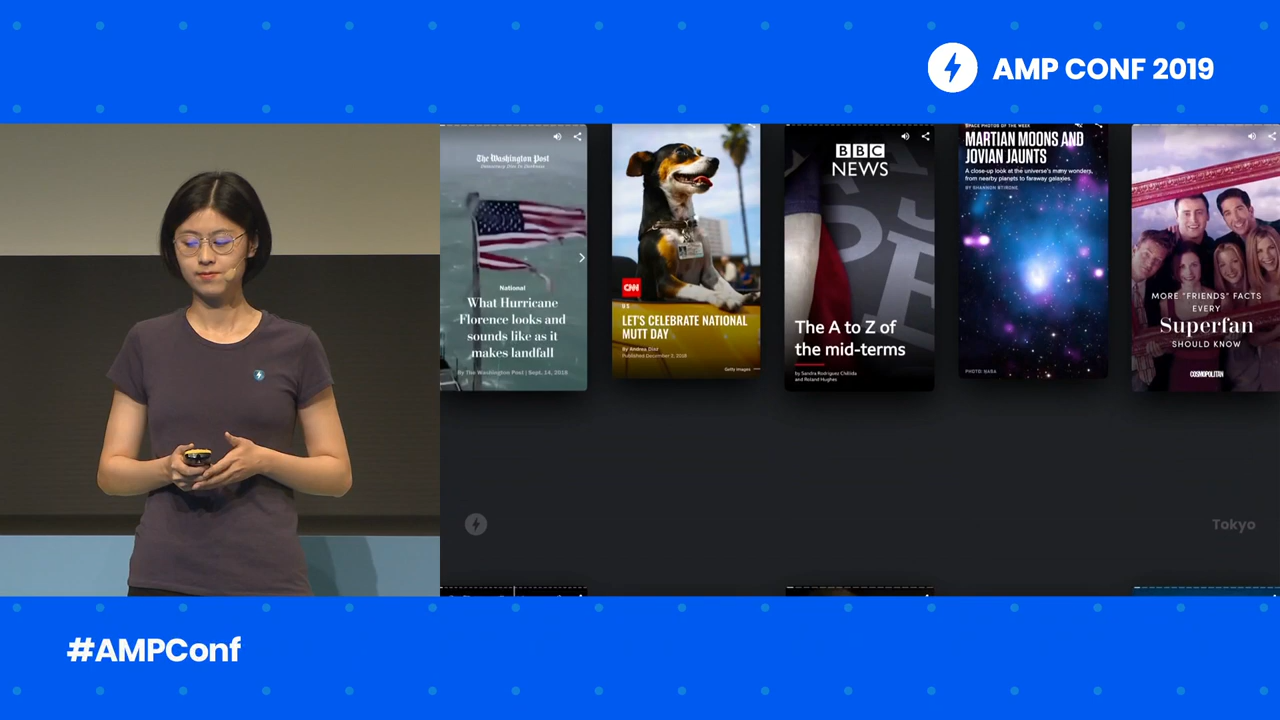 AMP CONF 2019
The Washington Post
Democracy Dies in Darkness
National
What Hurricane
Florence looks and
sounds like as it
makes landfall
By The Washington Post | Sept. 14, 2018
CNN
LET'S CELEBRATE NATIONAL
MUTT DAY
By Andrea Diaz
Published December 2, 2018
Getty Images
BBC
NEWS
The A to Z of
the mid-terms
by Sandra Rodriguez Chillida
and Roland Hughes
SPACE PHOTOS OF THE WEEK
MARTIAN MOONS AND
JOVIAN JAUNTS
A close-up look at the universe's many wonders,
from nearby planets to faraway galaxies.
BY SHANNON STIRONE
PHOTO: NASA
MORE "FRIENDS" FACTS
EVERY
Superfan
SHOULD KNOW
COSMOPOLITAN
Tokyo
#AMPConf